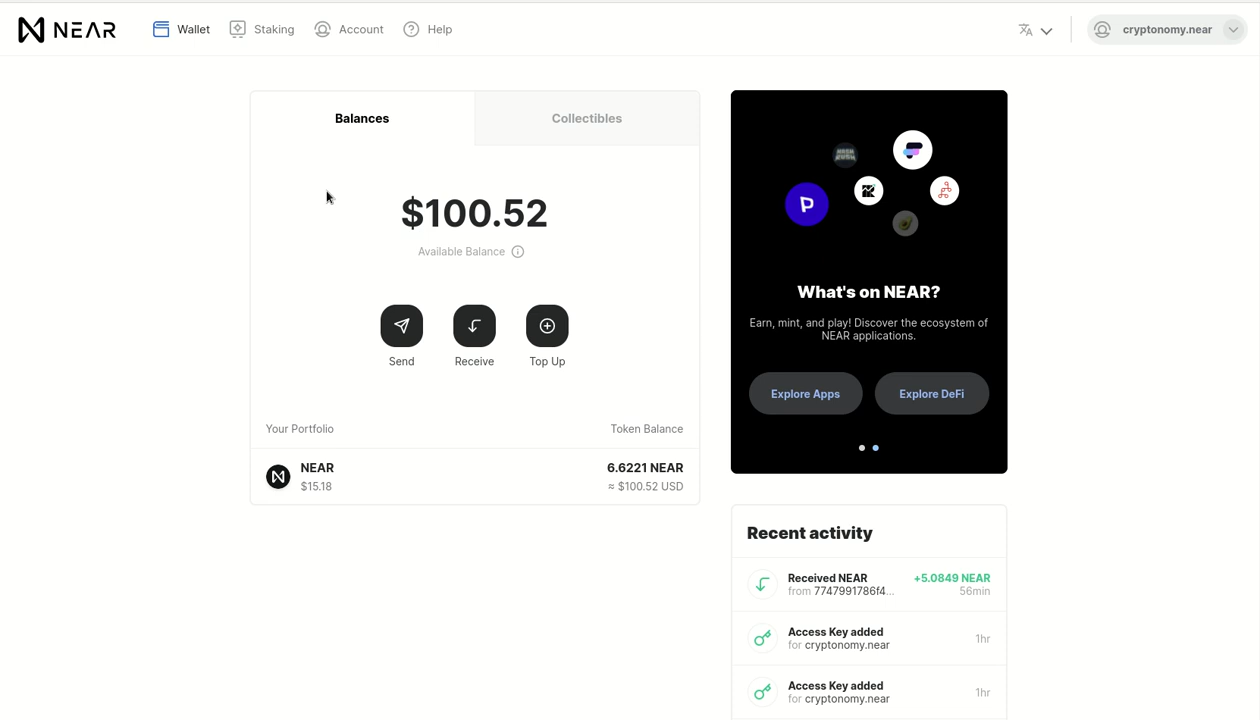 NEAR
Wallet
Staking
Account
Help
cryptonomy.near
Balances
Collectibles
$100.52
Available Balance
Send
Receive
Top Up
Your Portfolio
Token Balance
NEAR
6.6221 NEAR
$15.18
≈ $100.52 USD
P
What's on NEAR?
Earn, mint, and play! Discover the ecosystem of
NEAR applications.
Explore Apps
Explore DeFi
Recent activity
Received NEAR
+5.0849 NEAR
from 7747991786f4...
56min
Access Key added
for cryptonomy.near
1hr
Access Key added
for cryptonomy.near
1hr